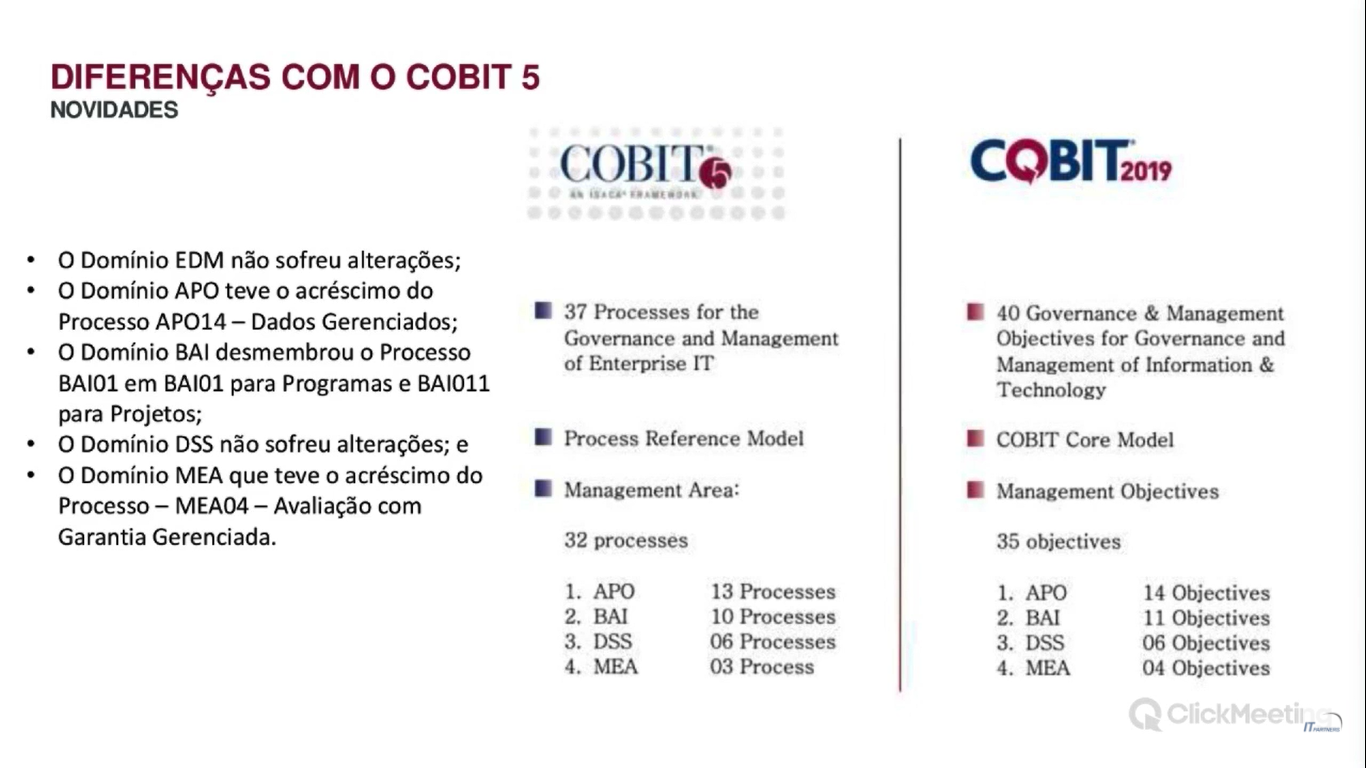 DIFERENÇAS COM O COBIT 5
NOVIDADES
• O Domínio EDM não sofreu alterações;
• O Domínio APO teve o acréscimo do
Processo APO14 – Dados Gerenciados;
• O Domínio BAI desmembrou o Processo
BAI01 em BAI01 para Programas e BAI011
para Projetos;
• O Domínio DSS não sofreu alterações; e
• O Domínio MEA que teve o acréscimo do
Processo – MEA04 – Avaliação com
Garantia Gerenciada.
COBIT 5
AN ISACA® FRAMEWORK
37 Processes for the
Governance and Management
of Enterprise IT
Process Reference Model
Management Area:
32 processes
1. APO 13 Processes
2. BAI 10 Processes
3. DSS 06 Processes
4. MEA 03 Process
COBIT 2019
40 Governance & Management
Objectives for Governance and
Management of Information &
Technology
COBIT Core Model
Management Objectives
35 objectives
1. APO 14 Objectives
2. BAI 11 Objectives
3. DSS 06 Objectives
4. MEA 04 Objectives
ClickMeeting
IT PARTNERS